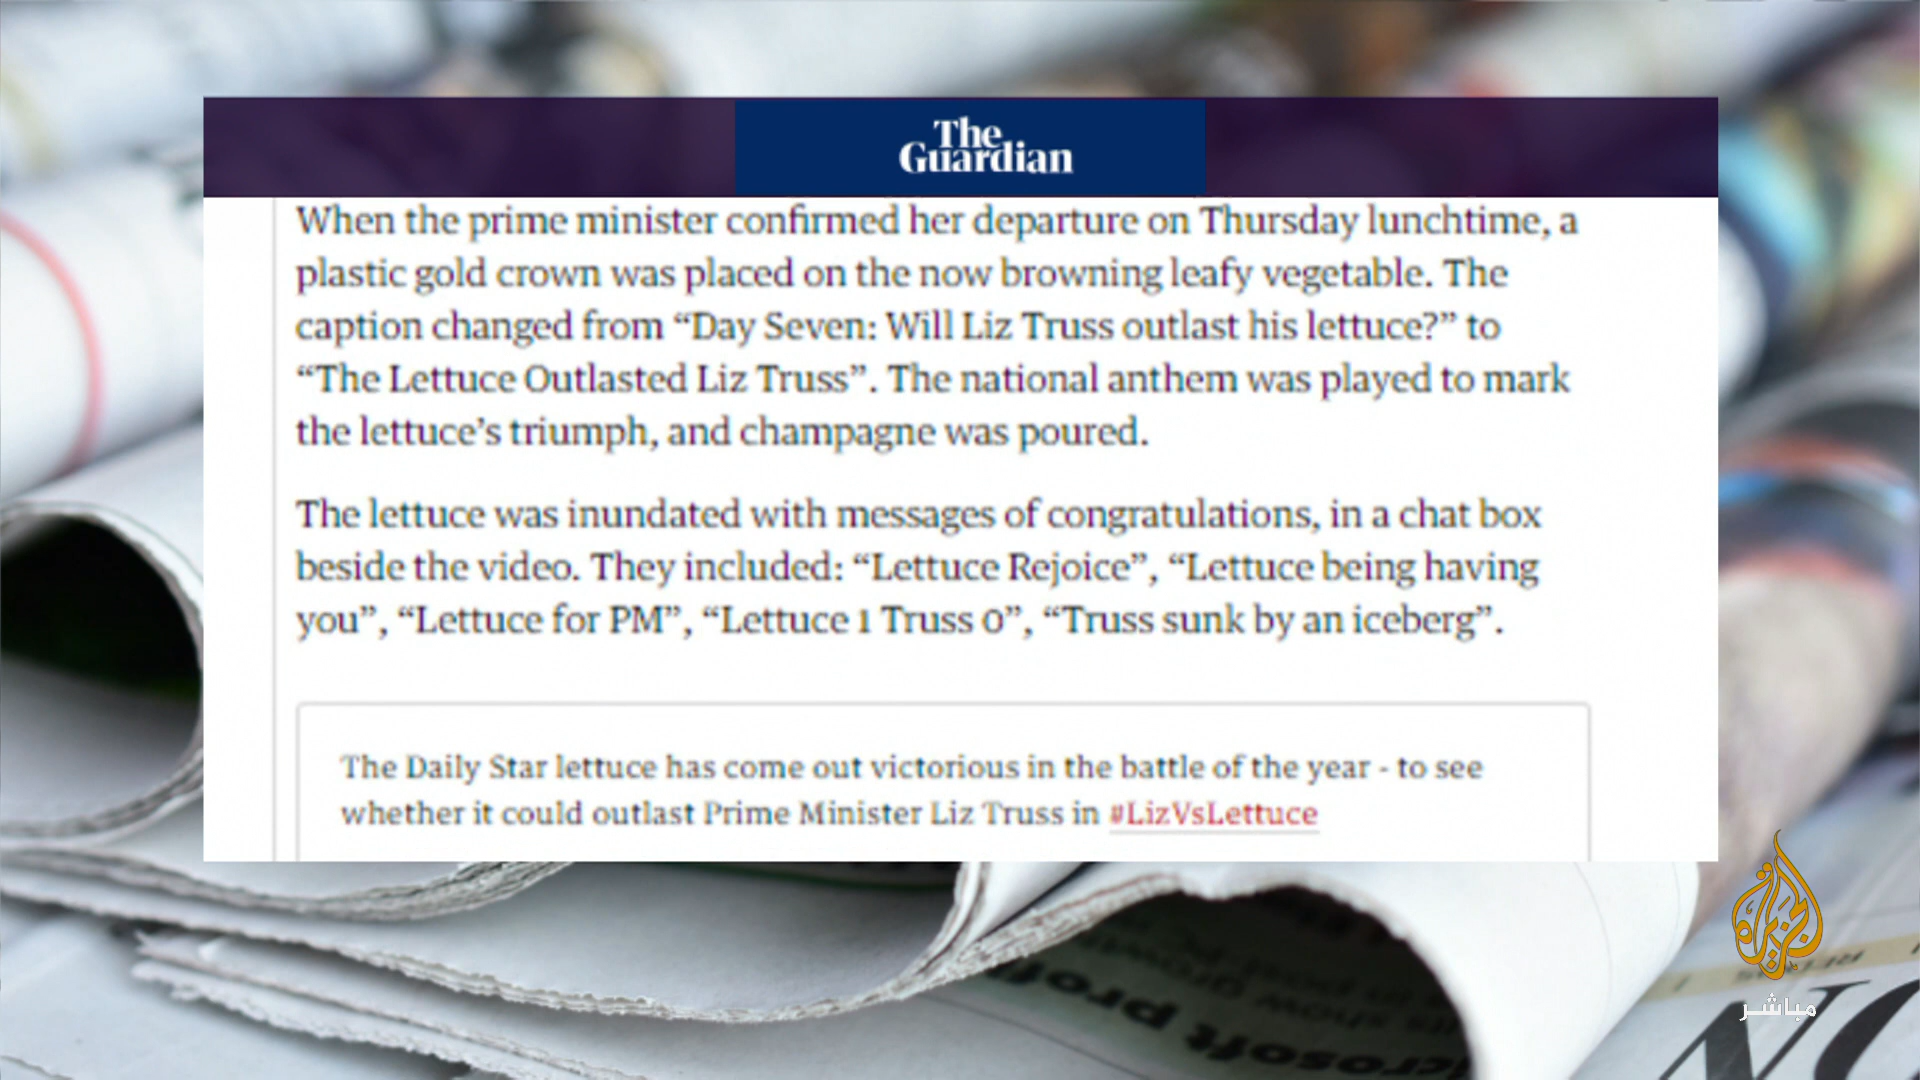 The
Guardian
When the prime minister confirmed her departure on Thursday lunchtime, a
plastic gold crown was placed on the now browning leafy vegetable. The
caption changed from “Day Seven: Will Liz Truss outlast his lettuce?” to
“The Lettuce Outlasted Liz Truss”. The national anthem was played to mark
the lettuce’s triumph, and champagne was poured.
The lettuce was inundated with messages of congratulations, in a chat box
beside the video. They included: “Lettuce Rejoice”, “Lettuce being having
you”, “Lettuce for PM”, “Lettuce 1 Truss 0”, “Truss sunk by an iceberg”.
The Daily Star lettuce has come out victorious in the battle of the year - to see
whether it could outlast Prime Minister Liz Truss in #LizVsLettuce
الجزيرة
مباشر